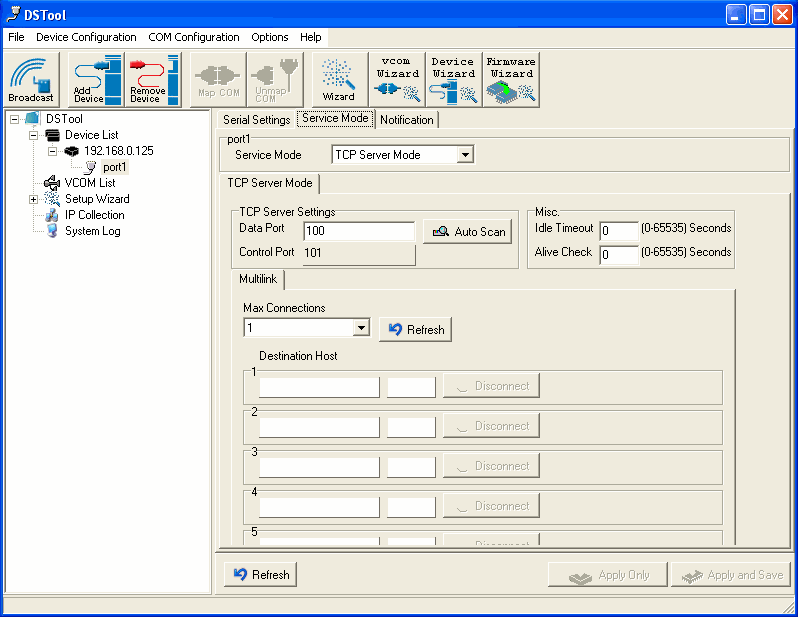 DSTool
File Device Configuration COM Configuration Options Help
Broadcast
Add Device
Remove Device
Map COM
Unmap COM
Wizard
vcom Wizard
Device Wizard
Firmware Wizard
DSTool
Device List
192.168.0.125
port1
VCOM List
Setup Wizard
IP Collection
System Log
Serial Settings Service Mode Notification
port1
Service Mode TCP Server Mode
TCP Server Mode
TCP Server Settings
Data Port 100 Auto Scan
Control Port 101
Misc.
Idle Timeout 0 (0-65535) Seconds
Alive Check 0 (0-65535) Seconds
Multilink
Max Connections
1 Refresh
Destination Host
1 Disconnect
2 Disconnect
3 Disconnect
4 Disconnect
5 Disconnect
Refresh Apply Only Apply and Save